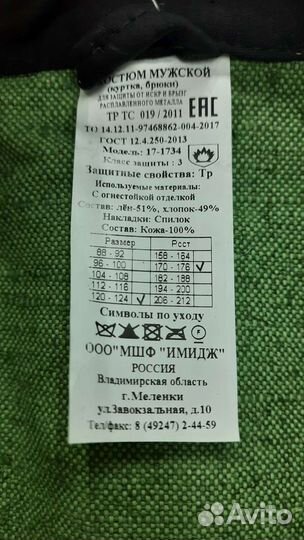 КОСТЮМ МУЖСКОЙ
(куртка, брюки)
ДЛЯ ЗАЩИТЫ ОТ ИСКР И БРЫЗГ
РАСПЛАВЛЕННОГО МЕТАЛЛА
ТР ТС 019/2011
ТО 14.12.11-97468862-004-2017
ГОСТ 12.4.250-2013
Модель: 17-1734
Класс защиты: 3
Защитные свойства: Тр
Используемые материалы:
С огнестойкой отделкой
Состав: лён-51%, хлопок-49%
Накладки: Спилок
Состав: Кожа-100%
Размер Рост
88 - 92 158 - 164
96 - 100 170 - 176
104 - 108 182 - 188
112 - 116 194 - 200
120 - 124 206 - 212
Символы по уходу
ООО"МШФ "ИМИДЖ"
РОССИЯ
Владимирская область
г.Меленки
ул.Завокзальная, д.10
Тел/факс: 8 (49247) 2-44-59
EAC
F
Avito